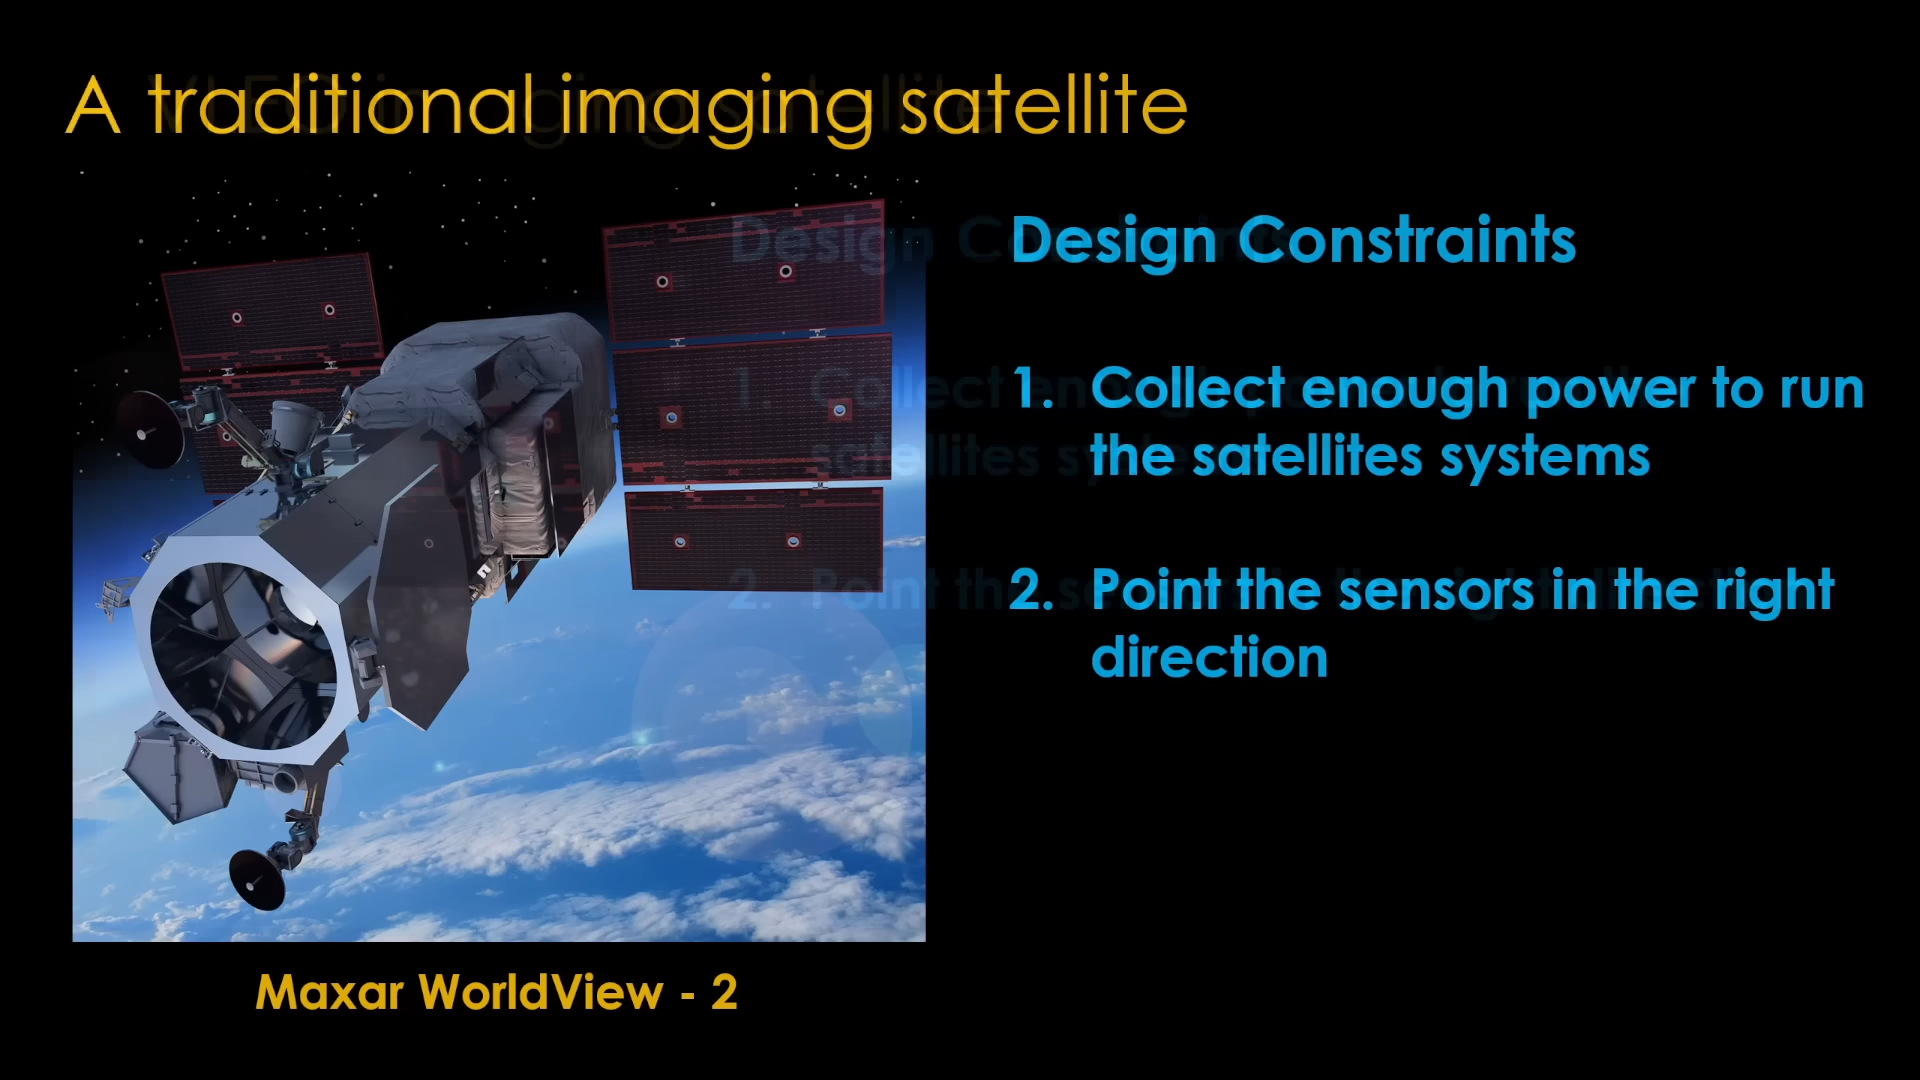 A traditional imaging satellite
Design Constraints
1. Collect enough power to run
the satellites systems
2. Point the sensors in the right
direction
Maxar WorldView - 2